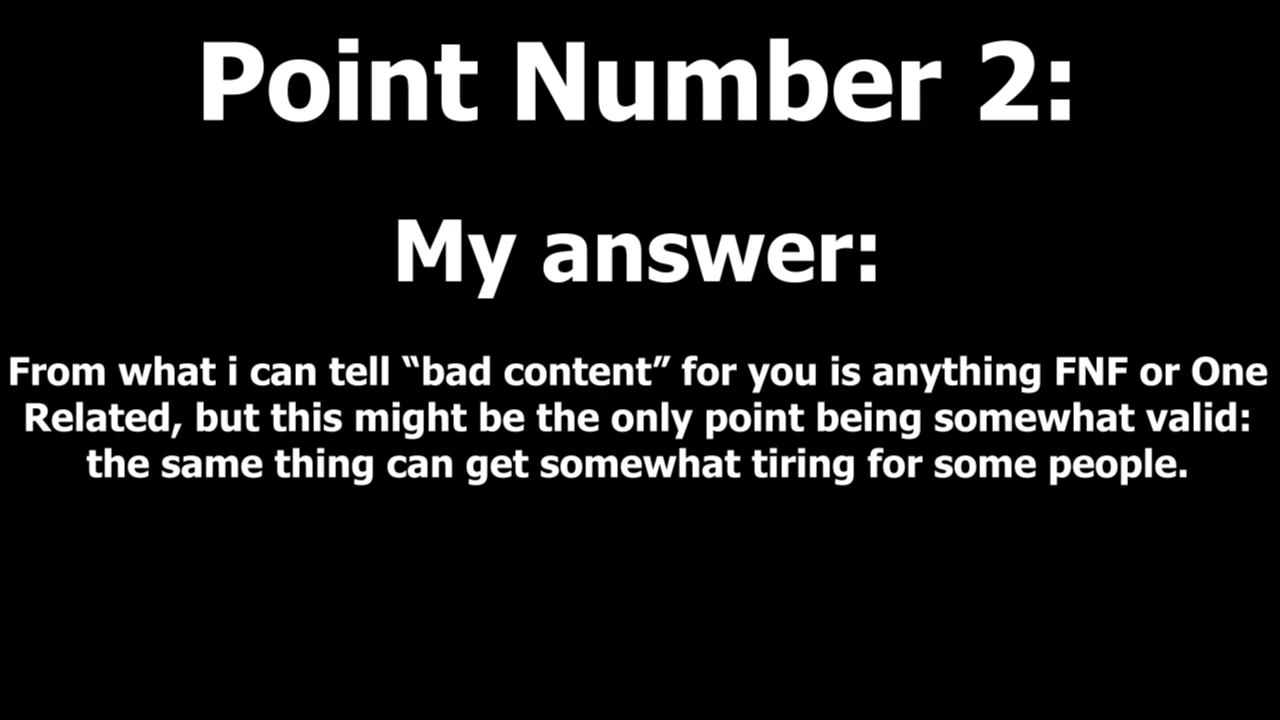 Point Number 2:
My answer:
From what i can tell “bad content” for you is anything FNF or One
Related, but this might be the only point being somewhat valid:
the same thing can get somewhat tiring for some people.